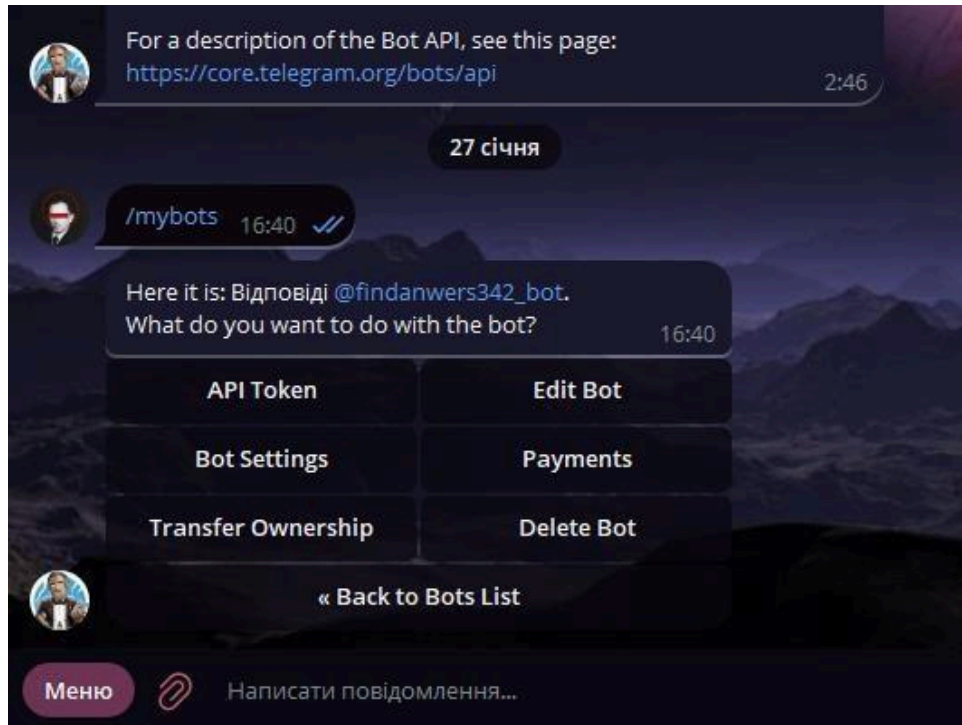 For a description of the Bot API, see this page:
https://core.telegram.org/bots/api
2:46
27 січня
/mybots 16:40
Here it is: Відповіді @findanwers342_bot.
What do you want to do with the bot?
16:40
API Token
Edit Bot
Bot Settings
Payments
Transfer Ownership
Delete Bot
« Back to Bots List
Меню
Написати повідомлення...